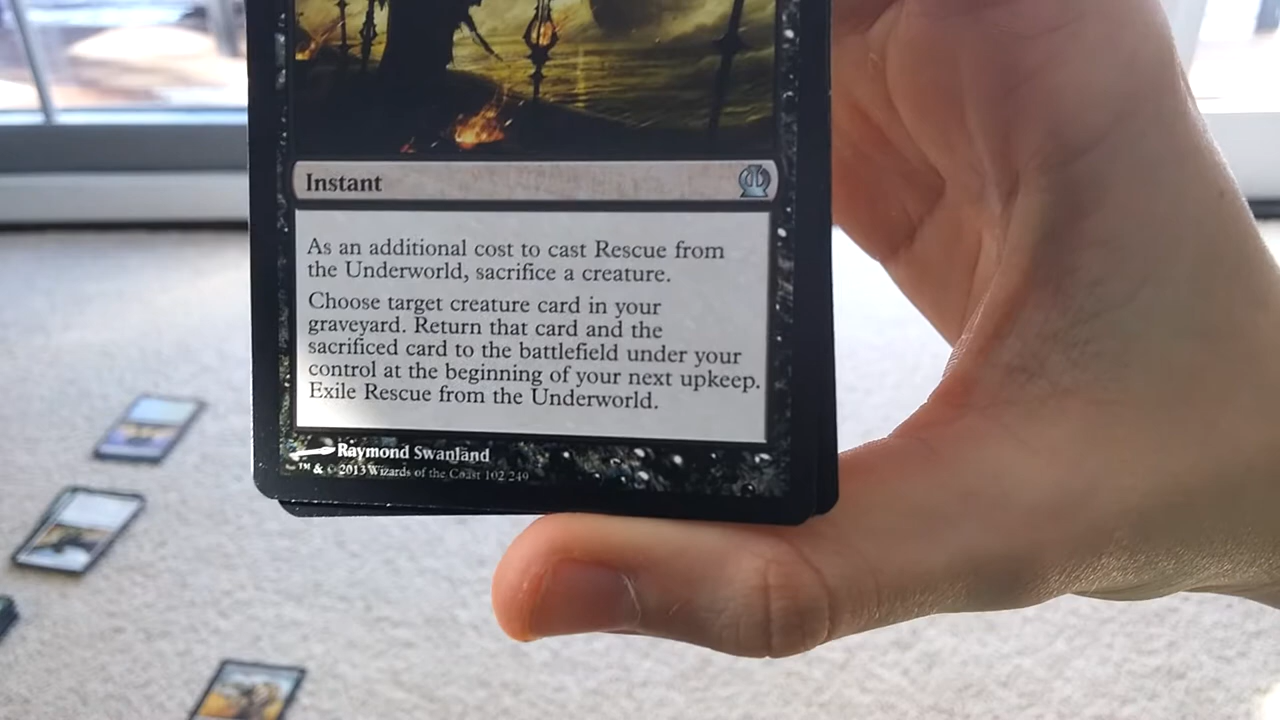 Instant
As an additional cost to cast Rescue from
the Underworld, sacrifice a creature.
Choose target creature card in your
graveyard. Return that card and the
sacrificed card to the battlefield under your
control at the beginning of your next upkeep.
Exile Rescue from the Underworld.
Raymond Swanland
™ & © 2013 Wizards of the Coast 102/249